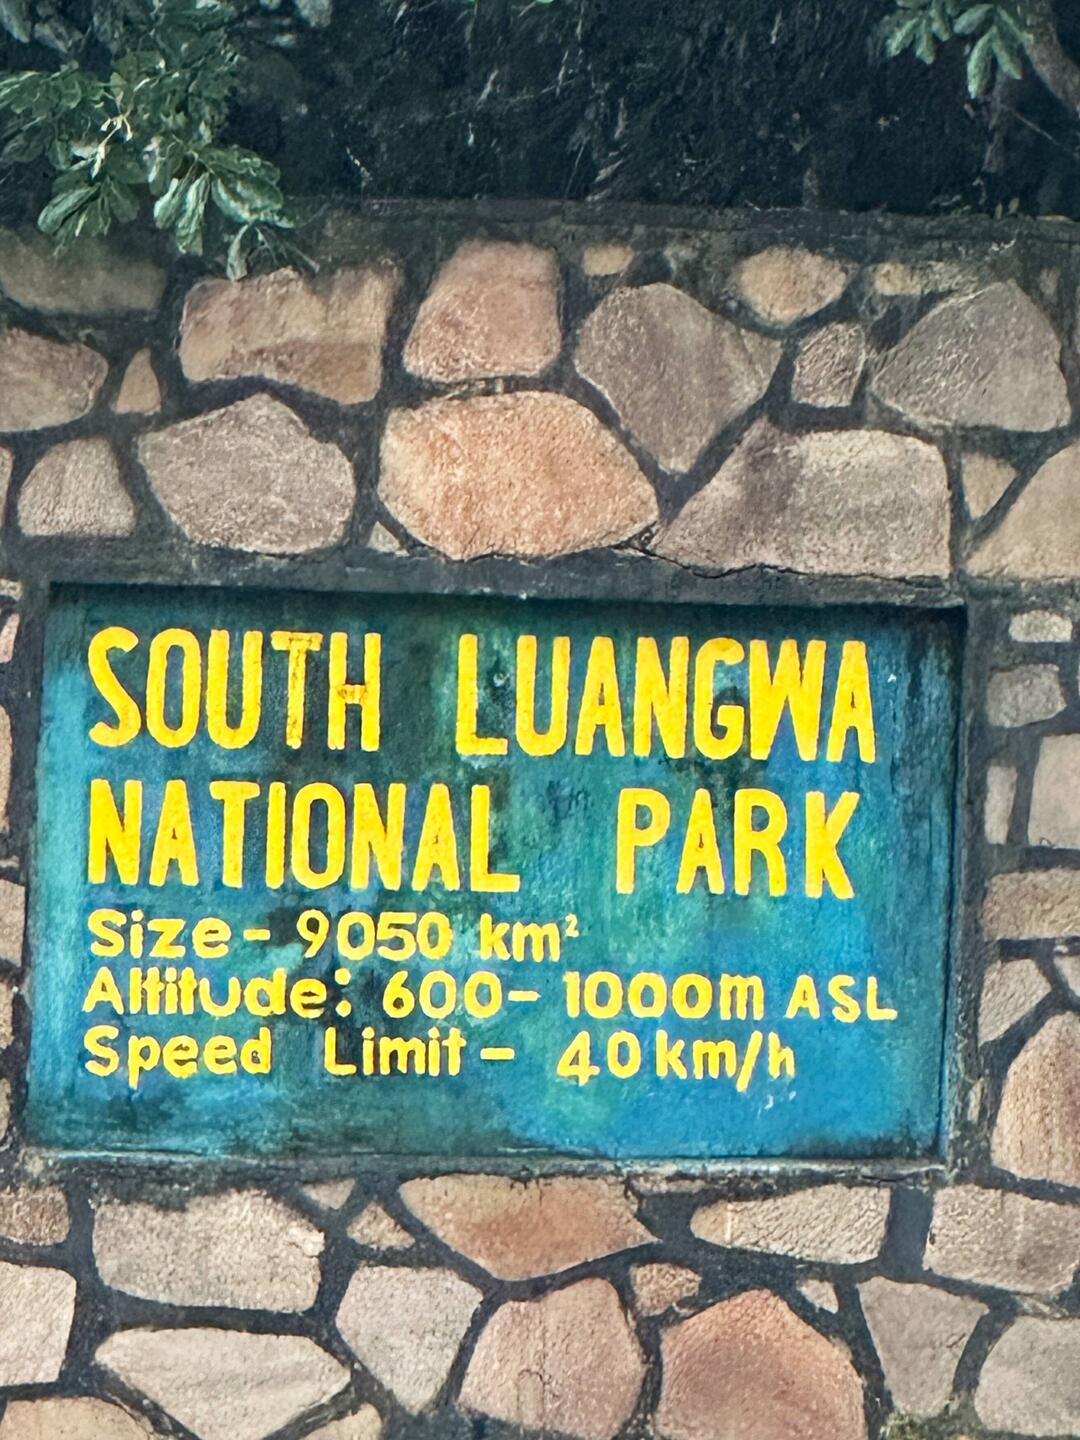 SOUTH LUANGWA
NATIONAL PARK
Size - 9050 km²
Altitude: 600 - 1000m ASL
Speed Limit - 40km/h